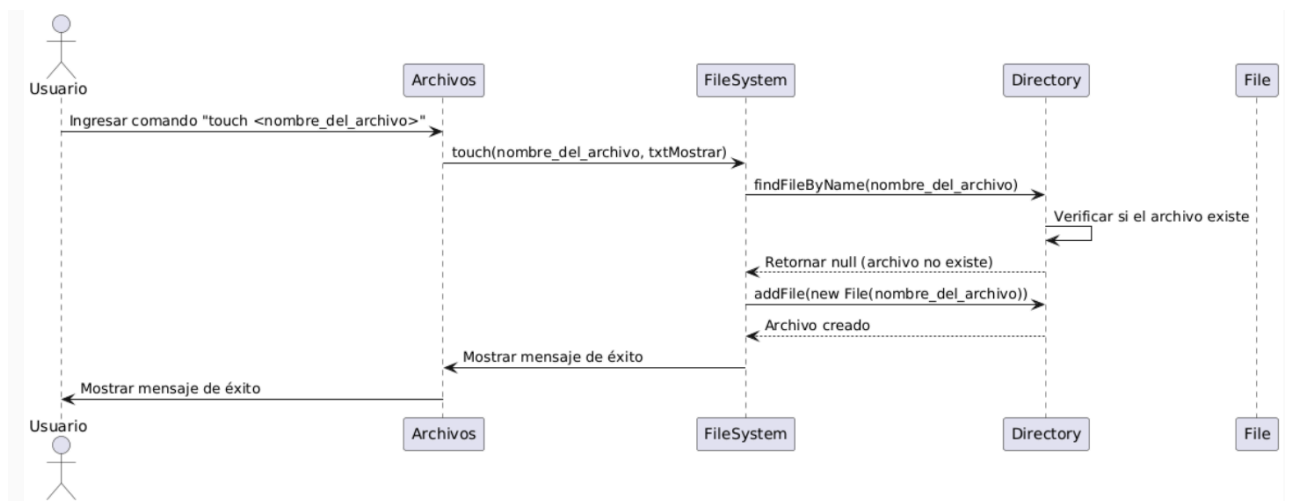 Usuario
Archivos
FileSystem
Directory
File
Ingresar comando "touch <nombre_del_archivo>"
touch(nombre_del_archivo, txtMostrar)
findFileByName(nombre_del_archivo)
Verificar si el archivo existe
Retornar null (archivo no existe)
addFile(new File(nombre_del_archivo))
Archivo creado
Mostrar mensaje de éxito
Mostrar mensaje de éxito
Usuario
Archivos
FileSystem
Directory
File